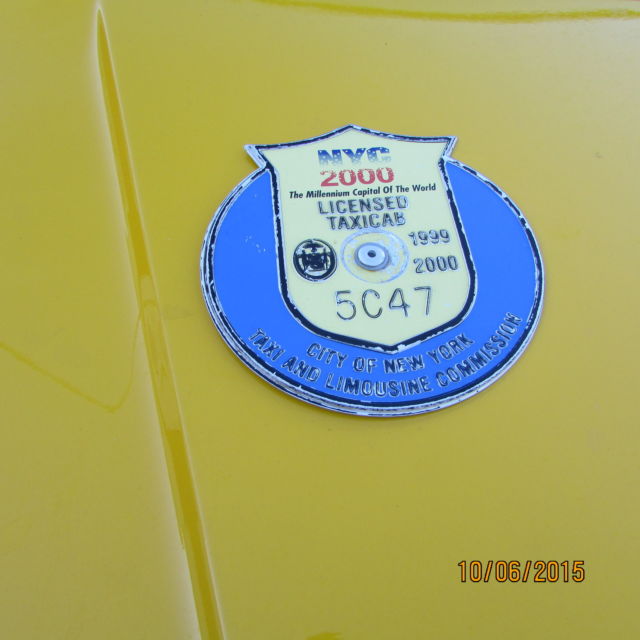 NYC
2000
The Millennium Capital Of The World
LICENSED
TAXICAB
1999
2000
5C47
CITY OF NEW YORK
TAXI AND LIMOUSINE COMMISSION
10/06/2015